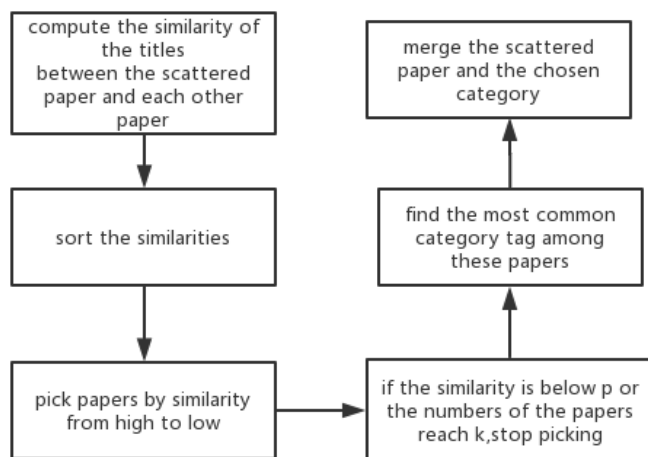 compute the similarity of
the titles
between the scattered
paper and each other
paper
sort the similarities
pick papers by similarity
from high to low
if the similarity is below p or
the numbers of the papers
reach k,stop picking
find the most common
category tag among
these papers
merge the scattered
paper and the chosen
category